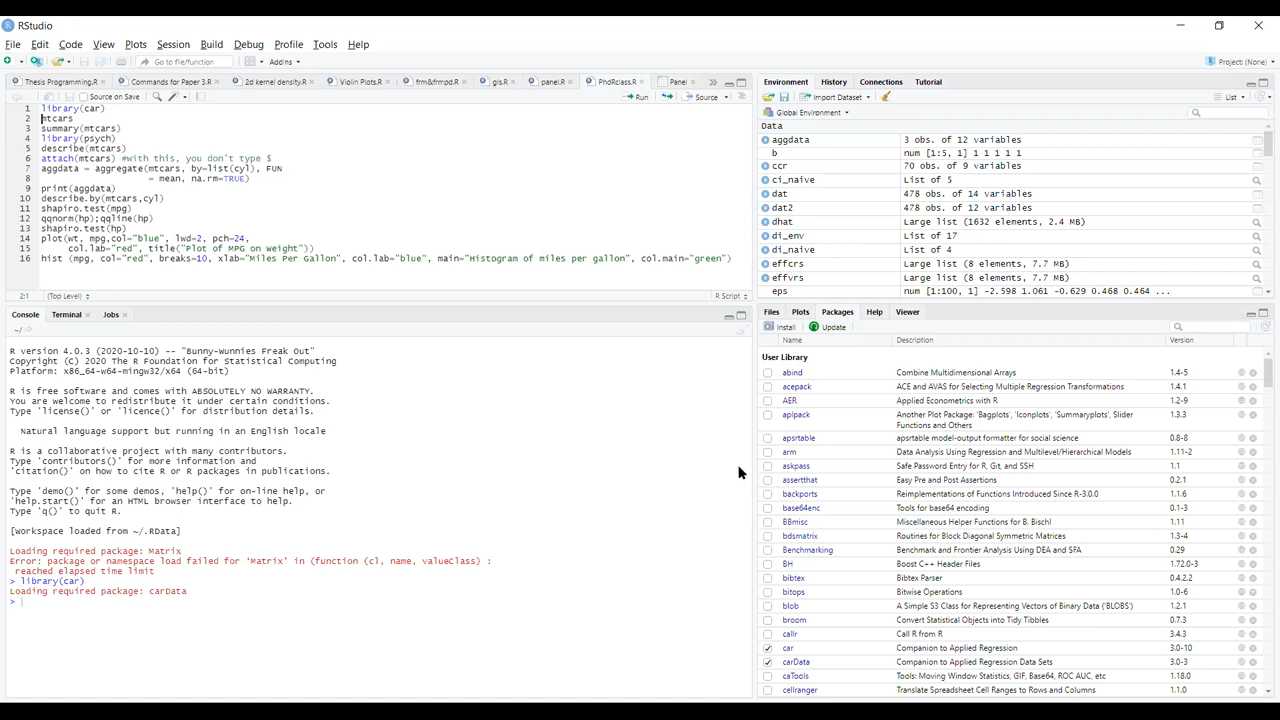 RStudio
File Edit Code View Plots Session Build Debug Profile Tools Help
Go to file/function Addins Project: (None)
Thesis Programming.R Commands for Paper 3.R 2d kernel density.R Violin Plots.R frm&frmpd.R gis.R panel.R PhdRclass.R Panel
Source on Save Run Source
1 library(car)
2 mtcars
3 summary(mtcars)
4 library(psych)
5 describe(mtcars)
6 attach(mtcars) #with this, you don't type $
7 aggdata = aggregate(mtcars, by=list(cyl), FUN
8 = mean, na.rm=TRUE)
9 print(aggdata)
10 describe.by(mtcars,cyl)
11 shapiro.test(mpg)
12 qqnorm(hp);qqline(hp)
13 shapiro.test(hp)
14 plot(wt, mpg,col="blue", lwd=2, pch=24,
15 col.lab="red", title("Plot of MPG on Weight"))
16 hist (mpg, col="red", breaks=10, xlab="Miles Per Gallon", col.lab="blue", main="Histogram of miles per gallon", col.main="green")
2:1 (Top Level) R Script
Console Terminal Jobs
~/
R version 4.0.3 (2020-10-10) -- "Bunny-Wunnies Freak Out"
Copyright (C) 2020 The R Foundation for Statistical Computing
Platform: x86_64-w64-mingw32/x64 (64-bit)
R is free software and comes with ABSOLUTELY NO WARRANTY.
You are welcome to redistribute it under certain conditions.
Type 'license()' or 'licence()' for distribution details.
Natural language support but running in an English locale
R is a collaborative project with many contributors.
Type 'contributors()' for more information and
'citation()' on how to cite R or R packages in publications.
Type 'demo()' for some demos, 'help()' for on-line help, or
'help.start()' for an HTML browser interface to help.
Type 'q()' to quit R.
[Workspace loaded from ~/.RData]
Loading required package: Matrix
Error: package or namespace load failed for 'Matrix' in (function (cl, name, valueClass) :
reached elapsed time limit
> library(car)
Loading required package: carData
>
Environment History Connections Tutorial
Import Dataset List
Global Environment
Data
aggdata 3 obs. of 12 variables
b num [1:5, 1] 1 1 1 1 1
ccr 70 obs. of 9 variables
ci_naive List of 5
dat 478 obs. of 14 variables
dat2 478 obs. of 12 variables
dhat Large list (1632 elements, 2.4 MB)
di_env List of 17
di_naive List of 4
effcrs Large list (8 elements, 7.7 MB)
effvrs Large list (8 elements, 7.7 MB)
eps num [1:100, 1] -2.598 1.061 -0.629 0.468 0.464 ...
Files Plots Packages Help Viewer
Install Update
Name Description Version
User Library
abind Combine Multidimensional Arrays 1.4-5
acepack ACE and AVAS for Selecting Multiple Regression Transformations 1.4.1
AER Applied Econometrics with R 1.2-9
aplpack Another Plot Package: 'Bagplots', 'Iconplots', 'Summaryplots', Slider 1.3.3
Functions and Others
apsrtable apsrtable model-output formatter for social science 0.8-8
arm Data Analysis Using Regression and Multilevel/Hierarchical Models 1.11-2
askpass Safe Password Entry for R, Git, and SSH 1.1
assertthat Easy Pre and Post Assertions 0.2.1
backports Reimplementations of Functions Introduced Since R-3.0.0 1.1.6
base64enc Tools for base64 encoding 0.1-3
BBmisc Miscellaneous Helper Functions for B. Bischl 1.11
bdsmatrix Routines for Block Diagonal Symmetric Matrices 1.3-4
Benchmarking Benchmark and Frontier Analysis Using DEA and SFA 0.29
BH Boost C++ Header Files 1.72.0-3
bibtex Bibtex Parser 0.4.2.2
bitops Bitwise Operations 1.0-6
blob A Simple S3 Class for Representing Vectors of Binary Data ('BLOBS') 1.2.1
broom Convert Statistical Objects into Tidy Tibbles 0.7.3
callr Call R from R 3.4.3
car Companion to Applied Regression 3.0-10
carData Companion to Applied Regression Data Sets 3.0-3
caTools Tools: Moving Window Statistics, GIF, Base64, ROC AUC, etc 1.18.0
cellranger Translate Spreadsheet Cell Ranges to Rows and Columns 1.1.0